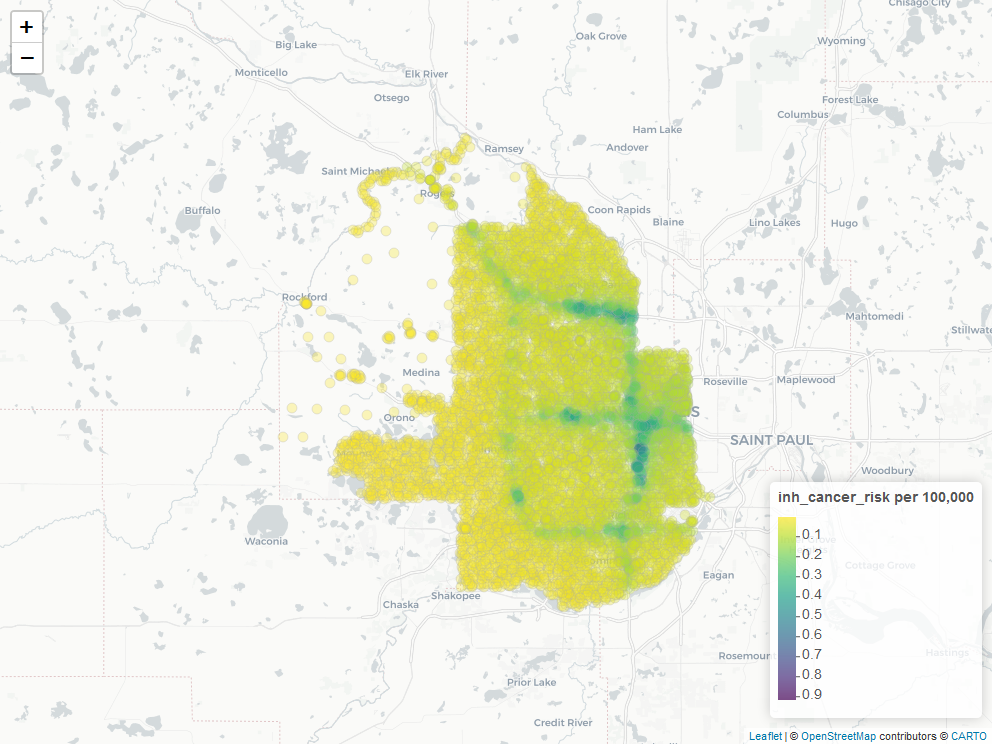 +
−
Chisago City
Big Lake
Oak Grove
Wyoming
Monticello
Elk River
Otsego
Forest Lake
Columbus
Ham Lake
Ramsey
Andover
Saint Michael
Buffalo
Coon Rapids
Blaine
Lino Lakes
Hugo
Rockford
Mahtomedi
Stillwate
Medina
Roseville
Maplewood
Orono
S
SAINT PAUL
Woodbury
inh_cancer_risk per 100,000
0.1
0.2
0.3
0.4
0.5
0.6
0.7
0.8
0.9
Waconia
Cottage Grove
Eagan
Shakopee
Chaska
Hastings
Rosemount
Prior Lake
Credit River
Leaflet | © OpenStreetMap contributors © CARTO